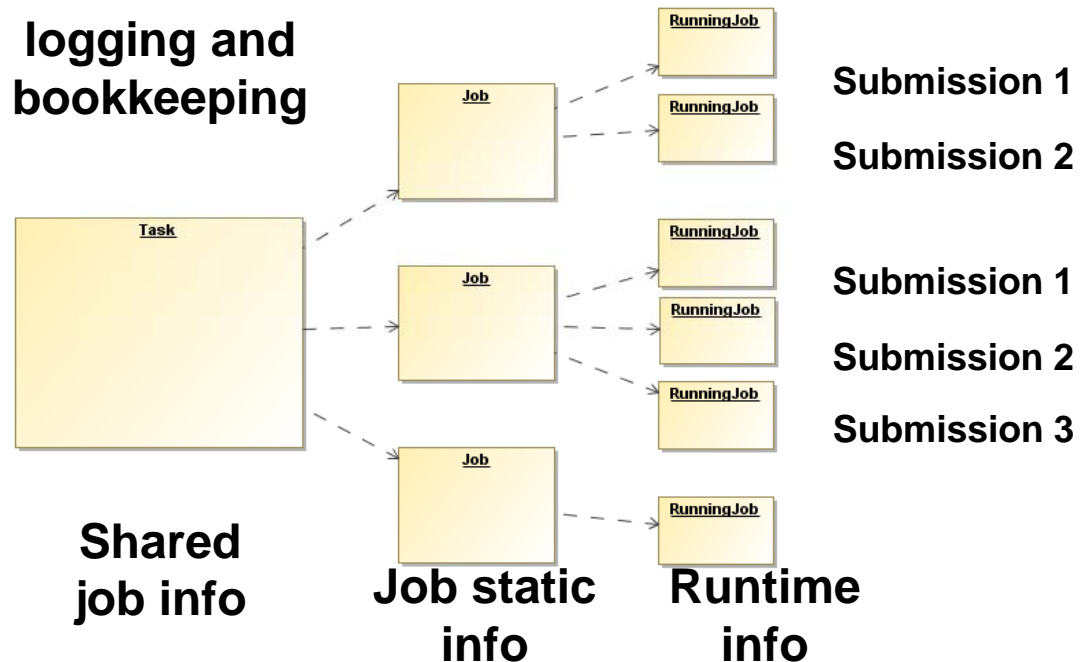 logging and
bookkeeping
RunningJob
Submission 1
Job
RunningJob
Submission 2
Task
RunningJob
Submission 1
Job
RunningJob
Submission 2
RunningJob
Submission 3
Job
RunningJob
Shared
job info
Job static
info
Runtime
info